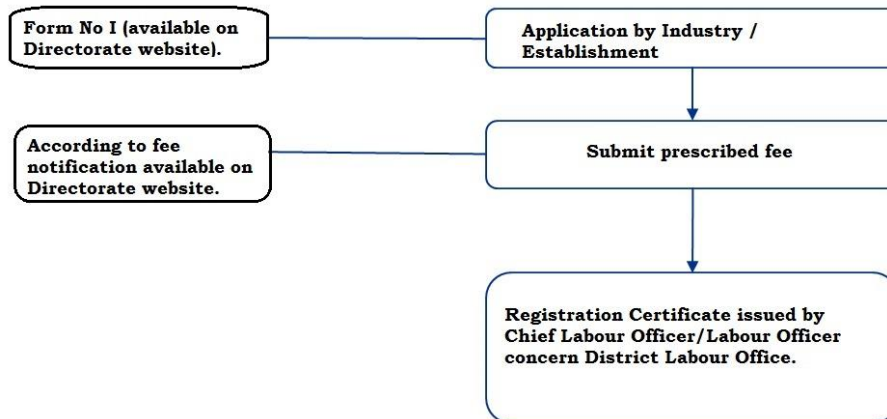 Form No I (available on
Directorate website).
Application by Industry /
Establishment
According to fee
notification available on
Directorate website.
Submit prescribed fee
Registration Certificate issued by
Chief Labour Officer/Labour Officer
concern District Labour Office.